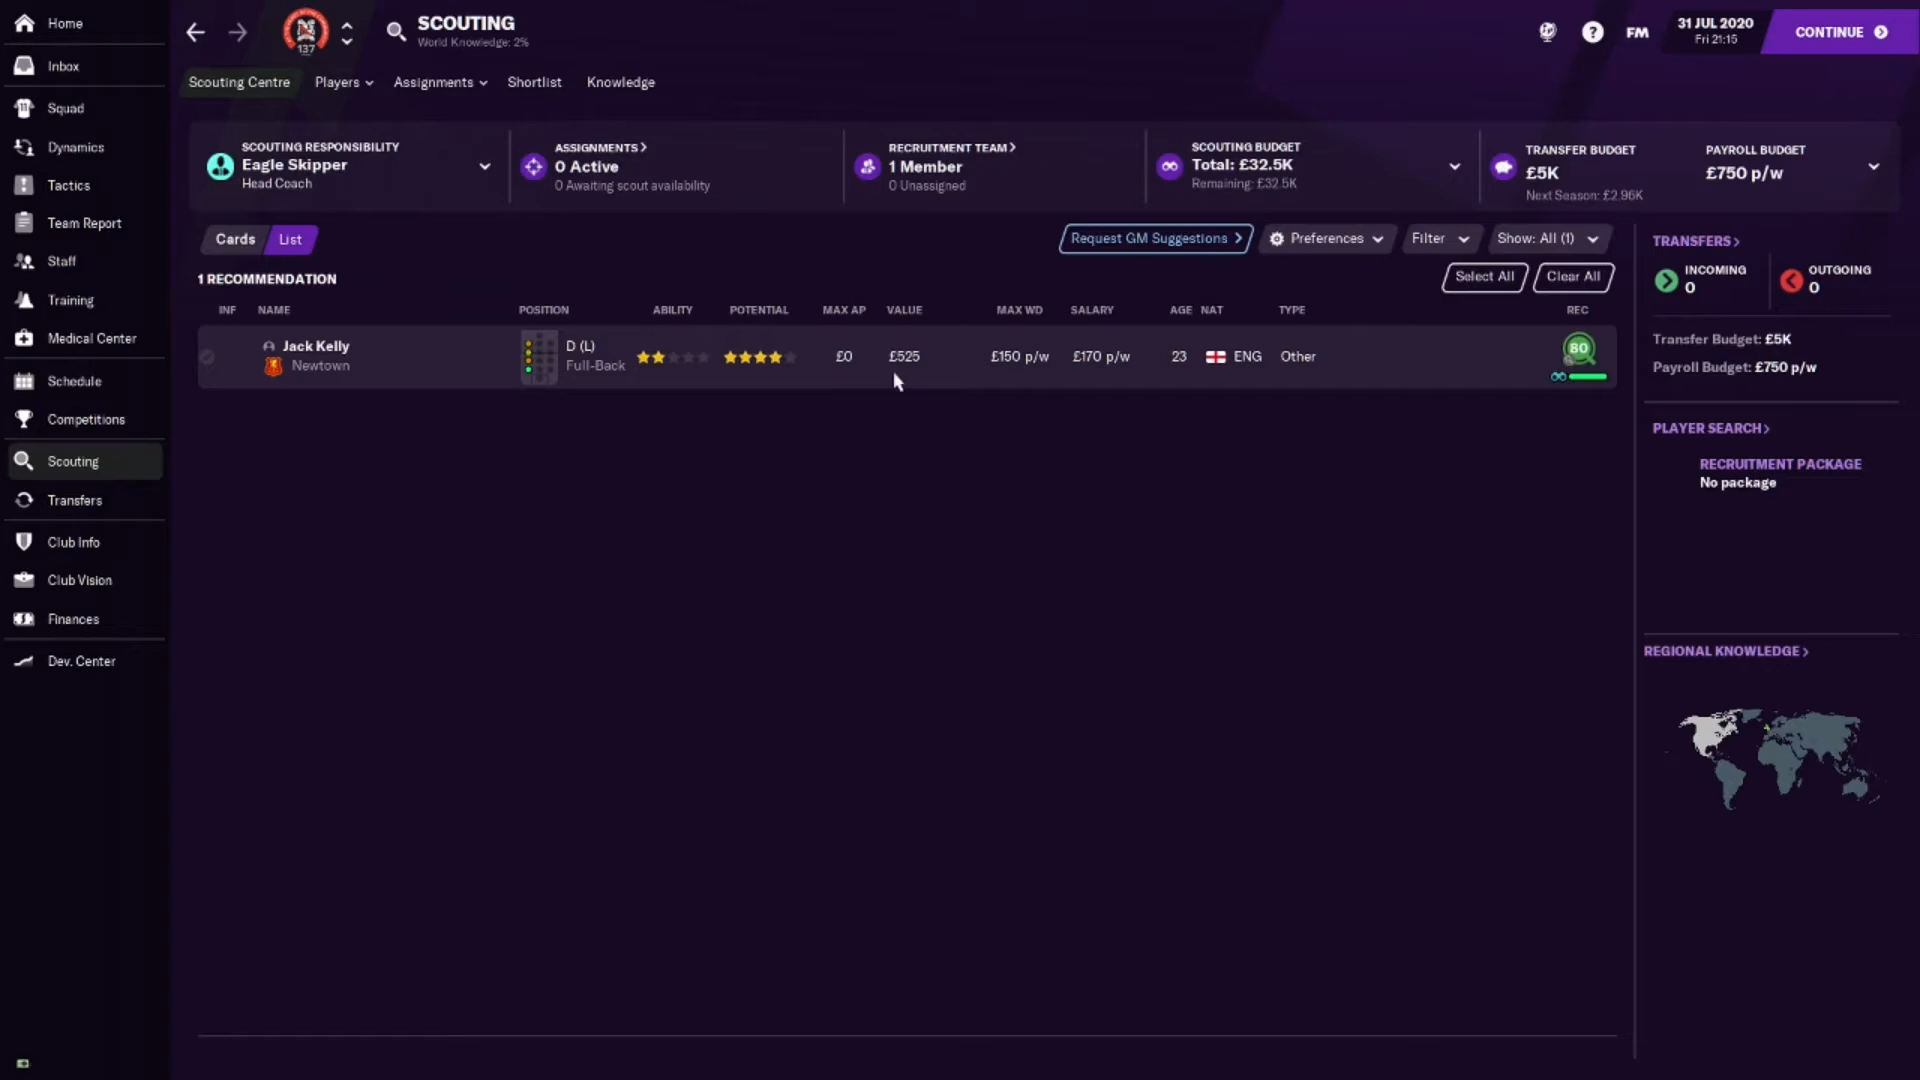 Home
Inbox
Squad
Dynamics
Tactics
Team Report
Staff
Training
Medical Center
Schedule
Competitions
Scouting
Transfers
Club Info
Club Vision
Finances
Dev. Center
137
SCOUTING
World Knowledge: 2%
FM
31 JUL 2020
Fri 21:15
CONTINUE
Scouting Centre
Players
Assignments
Shortlist
Knowledge
SCOUTING RESPONSIBILITY
Eagle Skipper
Head Coach
ASSIGNMENTS
0 Active
0 Awaiting scout availability
RECRUITMENT TEAM
1 Member
0 Unassigned
SCOUTING BUDGET
Total: £32.5K
Remaining: £32.5K
TRANSFER BUDGET
£5K
Next Season: £2.96K
PAYROLL BUDGET
£750 p/w
Cards
List
Request GM Suggestions
Preferences
Filter
Show: All (1)
1 RECOMMENDATION
Select All
Clear All
INF NAME POSITION ABILITY POTENTIAL MAX AP VALUE MAX WD SALARY AGE NAT TYPE REC
Jack Kelly
Newtown
D (L)
Full-Back
£0 £525 £150 p/w £170 p/w 23 ENG Other 80
TRANSFERS
INCOMING
0
OUTGOING
0
Transfer Budget: £5K
Payroll Budget: £750 p/w
PLAYER SEARCH
RECRUITMENT PACKAGE
No package
REGIONAL KNOWLEDGE